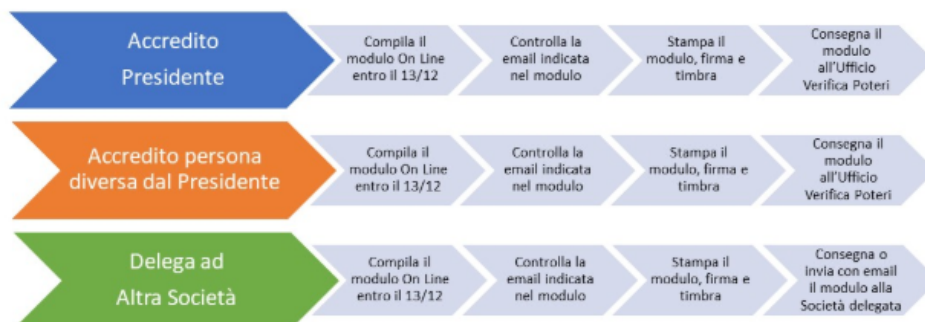 Accredito
Presidente
Compila il
modulo On Line
entro il 13/12
Controlla la
email indicata
nel modulo
Stampa il
modulo, firma e
timbra
Consegna il
modulo
all'Ufficio
Verifica Poteri
Accredito persona
diversa dal Presidente
Compila il
modulo On Line
entro il 13/12
Controlla la
email indicata
nel modulo
Stampa il
modulo, firma e
timbra
Consegna il
modulo
all'Ufficio
Verifica Poteri
Delega ad
Altra Società
Compila il
modulo On Line
entro il 13/12
Controlla la
email indicata
nel modulo
Stampa il
modulo, firma e
timbra
Consegna o
invia con email
il modulo alla
Società delegata